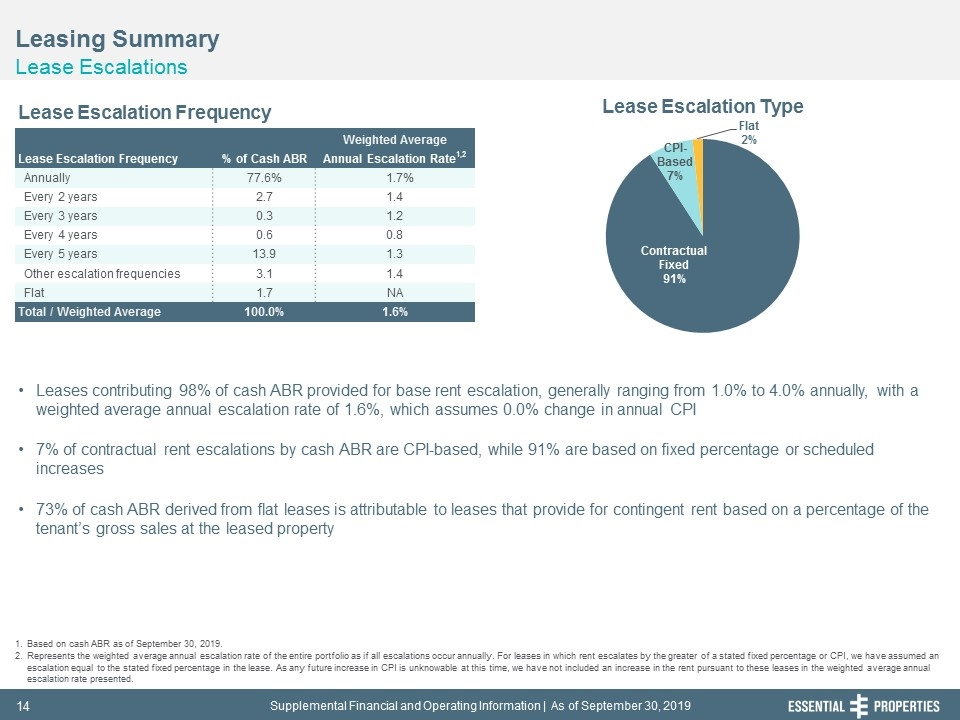 Leasing Summary
Lease Escalations
Lease Escalation Frequency
Weighted Average
Lease Escalation Frequency % of Cash ABR Annual Escalation Rate1,2
Annually 77.6% 1.7%
Every 2 years 2.7 1.4
Every 3 years 0.3 1.2
Every 4 years 0.6 0.8
Every 5 years 13.9 1.3
Other escalation frequencies 3.1 1.4
Flat 1.7 NA
Total / Weighted Average 100.0% 1.6%
Lease Escalation Type
Flat
2%
CPI-
Based
7%
Contractual
Fixed
91%
• Leases contributing 98% of cash ABR provided for base rent escalation, generally ranging from 1.0% to 4.0% annually, with a
weighted average annual escalation rate of 1.6%, which assumes 0.0% change in annual CPI
• 7% of contractual rent escalations by cash ABR are CPI-based, while 91% are based on fixed percentage or scheduled
increases
• 73% of cash ABR derived from flat leases is attributable to leases that provide for contingent rent based on a percentage of the
tenant's gross sales at the leased property
1. Based on cash ABR as of September 30, 2019.
2. Represents the weighted average annual escalation rate of the entire portfolio as if all escalations occur annually. For leases in which rent escalates by the greater of a stated fixed percentage or CPI, we have assumed an
escalation equal to the stated fixed percentage in the lease. As any future increase in CPI is unknowable at this time, we have not included an increase in the rent pursuant to these leases in the weighted average annual
escalation rate presented.
14 Supplemental Financial and Operating Information | As of September 30, 2019 ESSENTIAL PROPERTIES